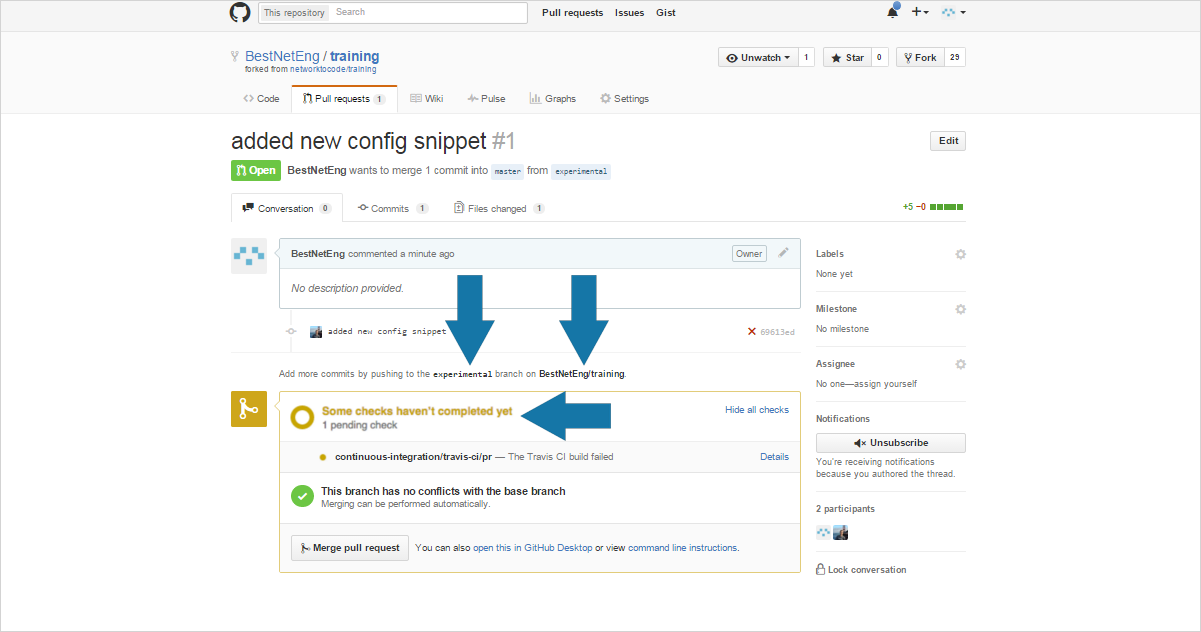 This repository Search Pull requests Issues Gist
BestNetEng / training
forked from networktocode/training
Unwatch 1 Star 0 Fork 29
Code Pull requests 1 Wiki Pulse Graphs Settings
added new config snippet #1
Edit
Open BestNetEng wants to merge 1 commit into master from experimental
Conversation 0 Commits 1 Files changed 1 +5 −0
BestNetEng commented a minute ago Owner
No description provided.
added new config snippet 69613ed
Add more commits by pushing to the experimental branch on BestNetEng/training.
Some checks haven't completed yet
1 pending check
Hide all checks
continuous-integration/travis-ci/pr — The Travis CI build failed Details
This branch has no conflicts with the base branch
Merging can be performed automatically.
Merge pull request You can also open this in GitHub Desktop or view command line instructions.
Labels
None yet
Milestone
No milestone
Assignee
No one—assign yourself
Notifications
Unsubscribe
You're receiving notifications
because you authored the thread.
2 participants
Lock conversation